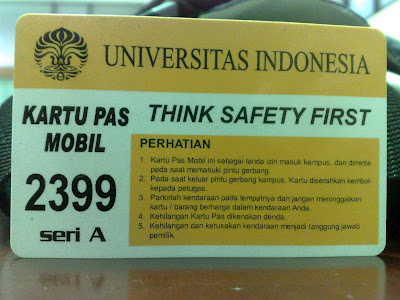 UNIVERSITAS INDONESIA
KARTU PAS
MOBIL
2399
seri A
THINK SAFETY FIRST
PERHATIAN
1. Kartu Pas Mobil ini sebagai tanda izin masuk kampus, dan diminta
pada saat memasuki pintu gerbang.
2. Pada saat keluar pintu gerbang kampus, Kartu diserahkan kembali
kepada petugas.
3. Parkirlah kendaraan pada tempatnya dan jangan meninggalkan
kartu / barang berharga dalam kendaraan Anda.
4. Kehilangan Kartu Pas dikenakan denda.
5. Kehilangan dan kerusakan kendaraan menjadi tanggung jawab
pemilik.